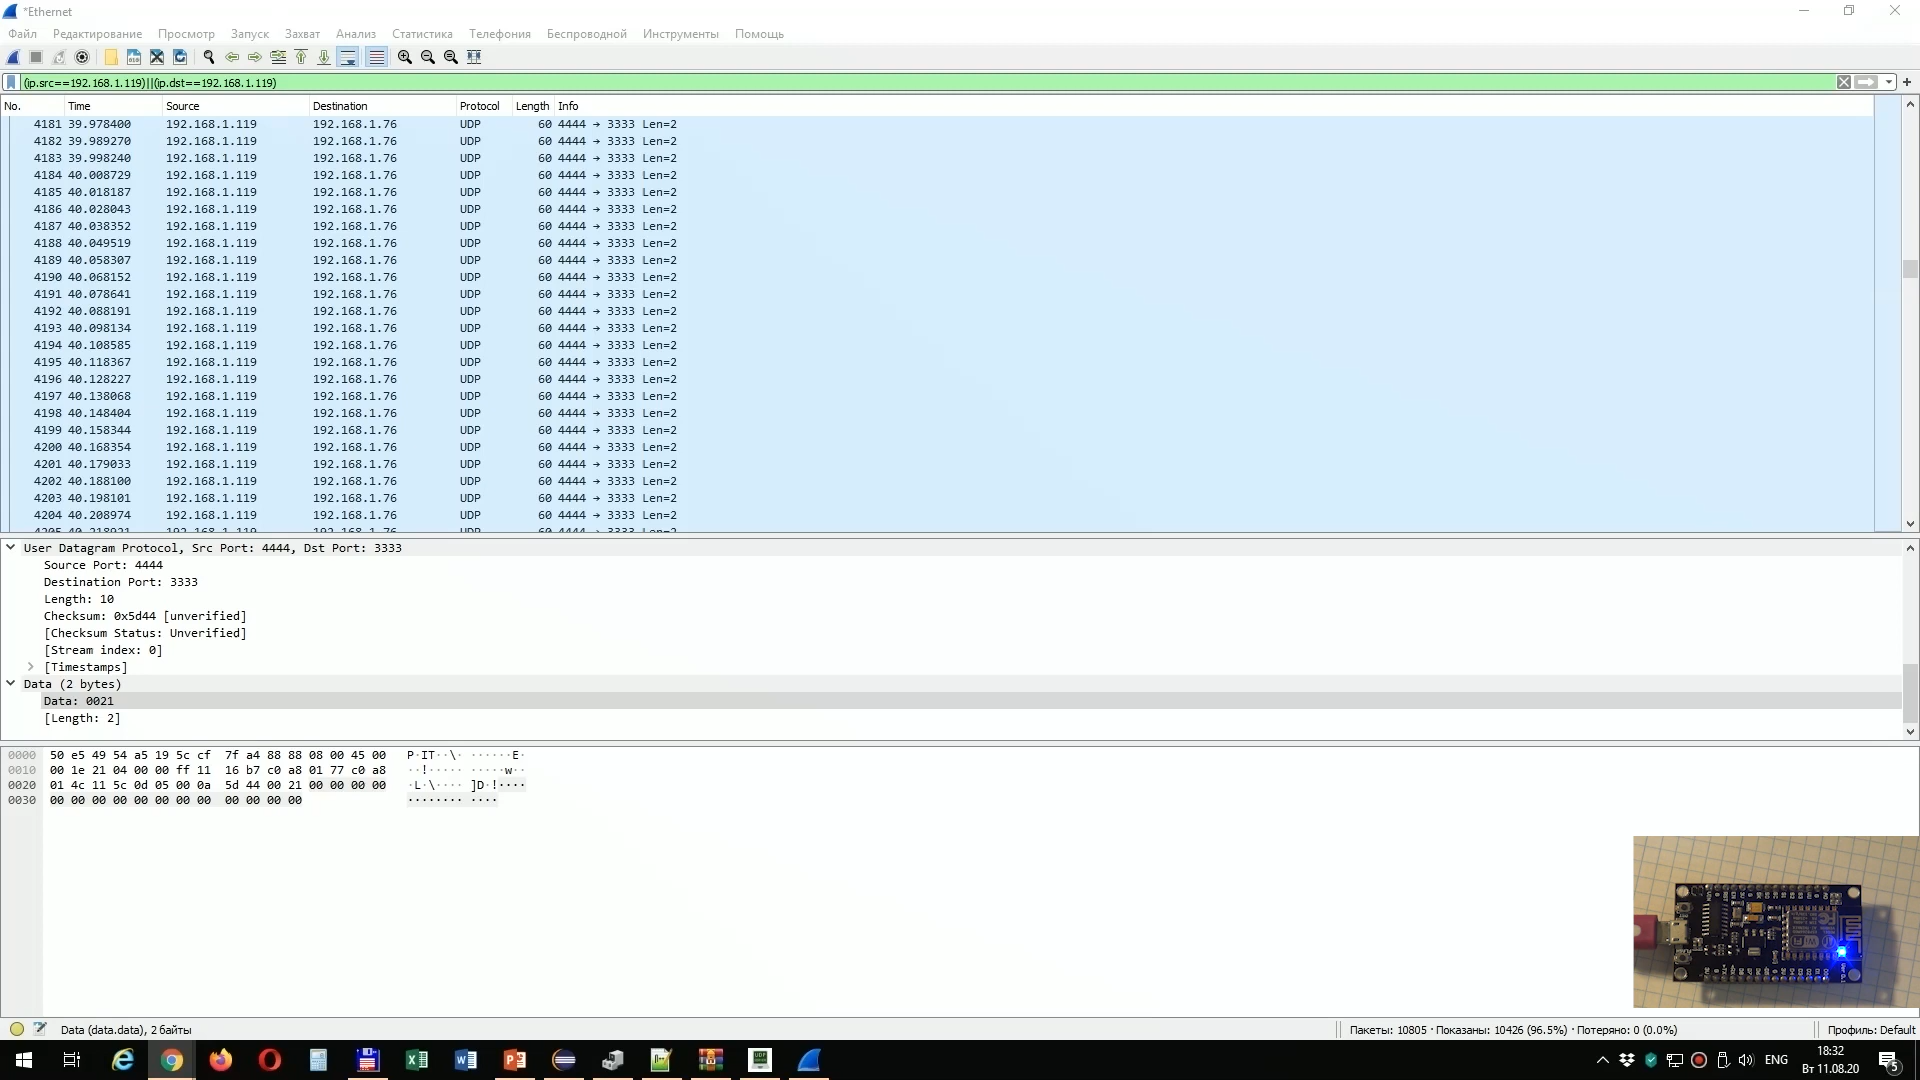 *Ethernet
Файл Редактирование Просмотр Запуск Захват Анализ Статистика Телефония Беспроводной Инструменты Помощь
(ip.src==192.168.1.119)||(ip.dst==192.168.1.119)
No. Time Source Destination Protocol Length Info
4181 39.978400 192.168.1.119 192.168.1.76 UDP 60 4444 → 3333 Len=2
4182 39.989270 192.168.1.119 192.168.1.76 UDP 60 4444 → 3333 Len=2
4183 39.998240 192.168.1.119 192.168.1.76 UDP 60 4444 → 3333 Len=2
4184 40.008729 192.168.1.119 192.168.1.76 UDP 60 4444 → 3333 Len=2
4185 40.018187 192.168.1.119 192.168.1.76 UDP 60 4444 → 3333 Len=2
4186 40.028043 192.168.1.119 192.168.1.76 UDP 60 4444 → 3333 Len=2
4187 40.038352 192.168.1.119 192.168.1.76 UDP 60 4444 → 3333 Len=2
4188 40.049519 192.168.1.119 192.168.1.76 UDP 60 4444 → 3333 Len=2
4189 40.058307 192.168.1.119 192.168.1.76 UDP 60 4444 → 3333 Len=2
4190 40.068152 192.168.1.119 192.168.1.76 UDP 60 4444 → 3333 Len=2
4191 40.078641 192.168.1.119 192.168.1.76 UDP 60 4444 → 3333 Len=2
4192 40.088191 192.168.1.119 192.168.1.76 UDP 60 4444 → 3333 Len=2
4193 40.098134 192.168.1.119 192.168.1.76 UDP 60 4444 → 3333 Len=2
4194 40.108585 192.168.1.119 192.168.1.76 UDP 60 4444 → 3333 Len=2
4195 40.118367 192.168.1.119 192.168.1.76 UDP 60 4444 → 3333 Len=2
4196 40.128227 192.168.1.119 192.168.1.76 UDP 60 4444 → 3333 Len=2
4197 40.138068 192.168.1.119 192.168.1.76 UDP 60 4444 → 3333 Len=2
4198 40.148404 192.168.1.119 192.168.1.76 UDP 60 4444 → 3333 Len=2
4199 40.158344 192.168.1.119 192.168.1.76 UDP 60 4444 → 3333 Len=2
4200 40.168354 192.168.1.119 192.168.1.76 UDP 60 4444 → 3333 Len=2
4201 40.179033 192.168.1.119 192.168.1.76 UDP 60 4444 → 3333 Len=2
4202 40.188100 192.168.1.119 192.168.1.76 UDP 60 4444 → 3333 Len=2
4203 40.198101 192.168.1.119 192.168.1.76 UDP 60 4444 → 3333 Len=2
4204 40.208974 192.168.1.119 192.168.1.76 UDP 60 4444 → 3333 Len=2
4205 40.218921 192.168.1.119 192.168.1.76 UDP 60 4444 → 3333 Len=2
User Datagram Protocol, Src Port: 4444, Dst Port: 3333
Source Port: 4444
Destination Port: 3333
Length: 10
Checksum: 0x5d44 [unverified]
[Checksum Status: Unverified]
[Stream index: 0]
[Timestamps]
Data (2 bytes)
Data: 0021
[Length: 2]
0000 50 e5 49 54 a5 19 5c cf 7f a4 88 88 08 00 45 00 P·IT··\· ······E·
0010 00 1e 21 04 00 00 ff 11 16 b7 c0 a8 01 77 c0 a8 ··!····· ·····w··
0020 01 4c 11 5c 0d 05 00 0a 5d 44 00 21 00 00 00 00 ·L·\···· ]D·!····
0030 00 00 00 00 00 00 00 00 00 00 00 00 ········ ····
Data (data.data), 2 байты Пакеты: 10805 · Показаны: 10426 (96.5%) · Потеряно: 0 (0.0%) Профиль: Default
ENG 18:32
Вт 11.08.20 5